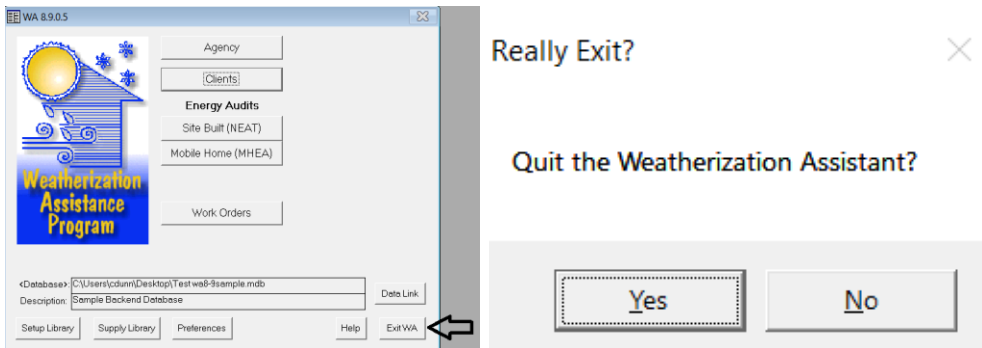 WA 8.9.0.5
Agency
Clients
Energy Audits
Site Built (NEAT)
Mobile Home (MHEA)
Weatherization
Assistance
Program
Work Orders
<Database>: C:\Users\cdunn\Desktop\Testwa8-9sample.mdb
Description: Sample Backend Database
Data Link
Setup Library Supply Library Preferences Help Exit WA
Really Exit?
Quit the Weatherization Assistant?
Yes No